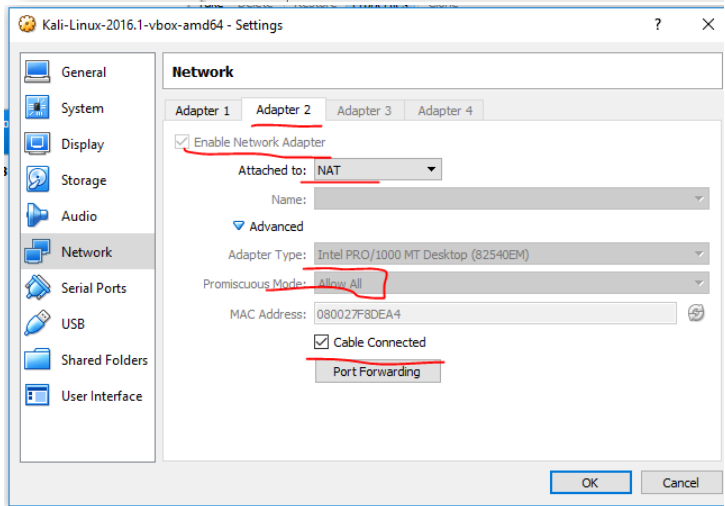 Kali-Linux-2016.1-vbox-amd64 - Settings
? 
General
System
Display
Storage
Audio
Network
Serial Ports
USB
Shared Folders
User Interface
Network
Adapter 1 Adapter 2 Adapter 3 Adapter 4
Enable Network Adapter
Attached to: NAT
Name:
Advanced
Adapter Type: Intel PRO/1000 MT Desktop (82540EM)
Promiscuous Mode: Allow All
MAC Address: 080027F8DEA4
Cable Connected
Port Forwarding
OK Cancel